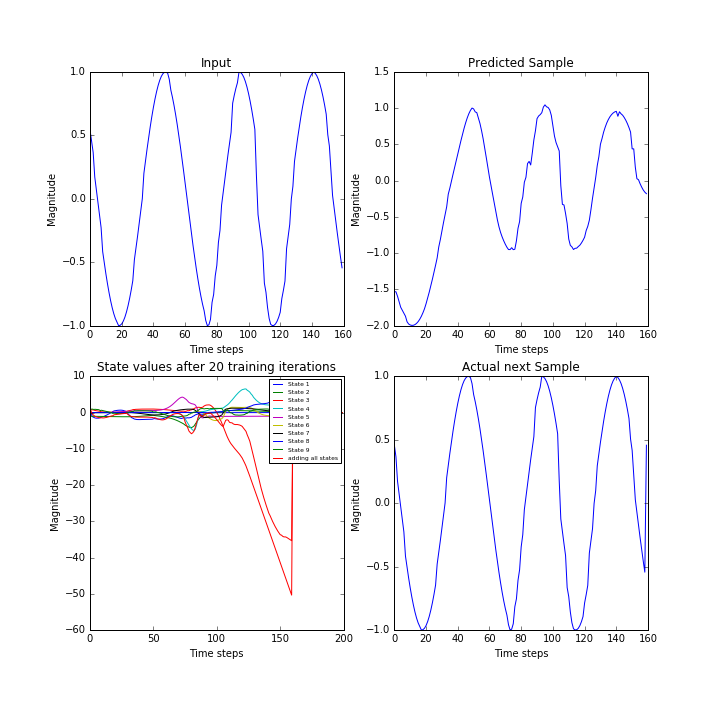 Input
Magnitude
1.0
0.5
0.0
−0.5
−1.0
0 20 40 60 80 100 120 140 160
Time steps
Predicted Sample
Magnitude
1.5
1.0
0.5
0.0
−0.5
−1.0
−1.5
−2.0
0 20 40 60 80 100 120 140 160
Time steps
State values after 20 training iterations
Magnitude
10
0
−10
−20
−30
−40
−50
−60
0 50 100 150 200
Time steps
State 1
State 2
State 3
State 4
State 5
State 6
State 7
State 8
State 9
adding all states
Actual next Sample
Magnitude
1.0
0.5
0.0
−0.5
−1.0
0 20 40 60 80 100 120 140 160
Time steps